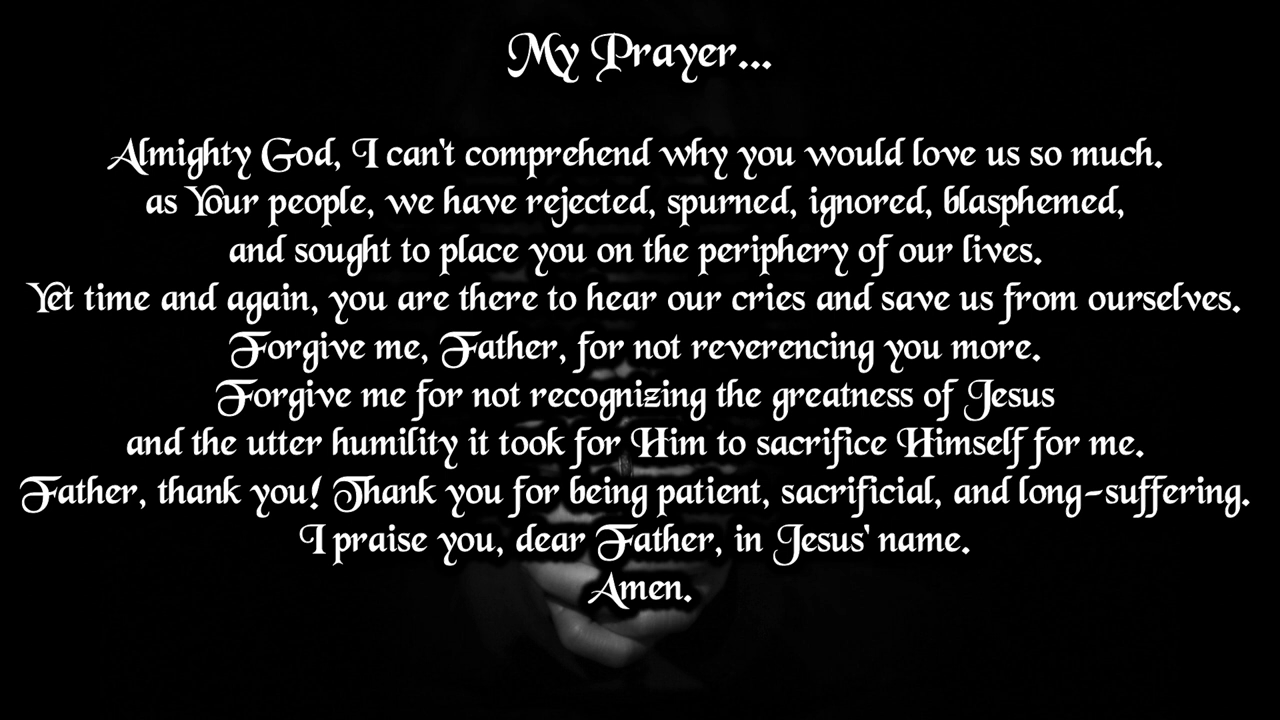 My Prayer...
Almighty God, I can't comprehend why you would love us so much.
as Your people, we have rejected, spurned, ignored, blasphemed,
and sought to place you on the periphery of our lives.
Yet time and again, you are there to hear our cries and save us from ourselves.
Forgive me, Father, for not reverencing you more.
Forgive me for not recognizing the greatness of Jesus
and the utter humility it took for Him to sacrifice Himself for me.
Father, thank you! Thank you for being patient, sacrificial, and long-suffering.
I praise you, dear Father, in Jesus' name.
Amen.